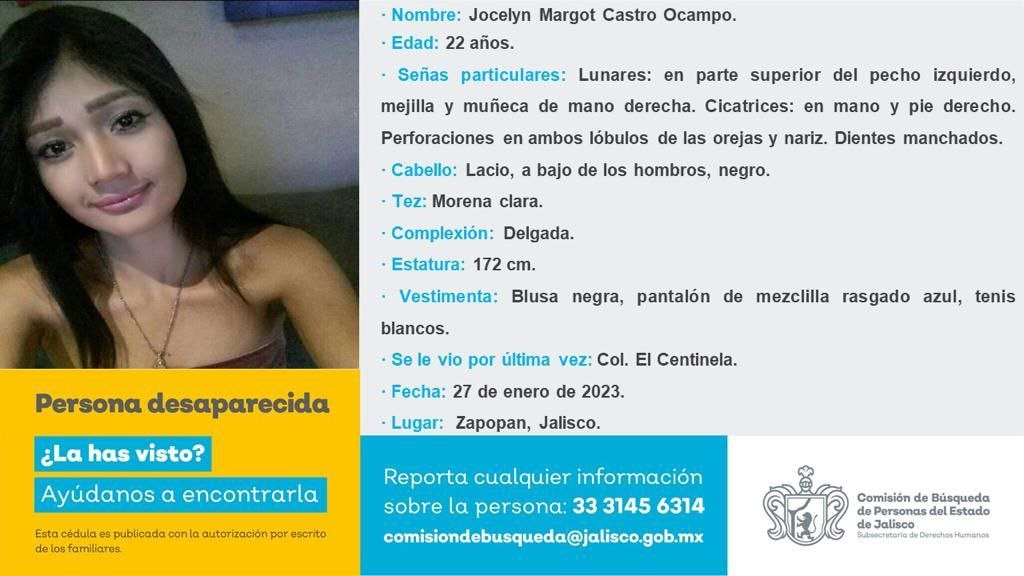 · Nombre: Jocelyn Margot Castro Ocampo.
· Edad: 22 años.
· Señas particulares: Lunares: en parte superior del pecho izquierdo,
mejilla y muñeca de mano derecha. Cicatrices: en mano y pie derecho.
Perforaciones en ambos lóbulos de las orejas y nariz. Dientes manchados.
· Cabello: Lacio, a bajo de los hombros, negro.
· Tez: Morena clara.
· Complexión: Delgada.
· Estatura: 172 cm.
· Vestimenta: Blusa negra, pantalón de mezclilla rasgado azul, tenis
blancos.
· Se le vio por última vez: Col. El Centinela.
· Fecha: 27 de enero de 2023.
· Lugar: Zapopan, Jalisco.
Persona desaparecida
¿La has visto?
Ayúdanos a encontrarla
Esta cédula es publicada con la autorización por escrito
de los familiares.
Reporta cualquier información
sobre la persona: 33 3145 6314
comisiondebusqueda@jalisco.gob.mx
Comisión de Búsqueda
de Personas del Estado
de Jalisco
Subsecretaría de Derechos Humanos